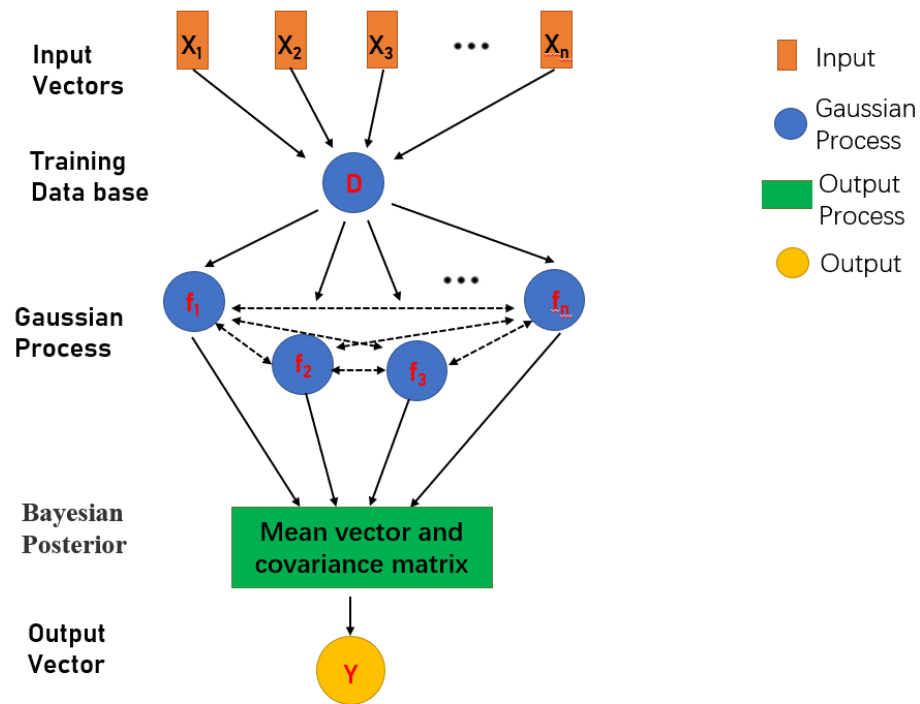 Input
Vectors
X1
X2
X3
•••
Xn
Training
Data base
D
Gaussian
Process
f1
•••
fn
f2
f3
Bayesian
Posterior
Mean vector and
covariance matrix
Output
Vector
Y
Input
Gaussian
Process
Output
Process
Output